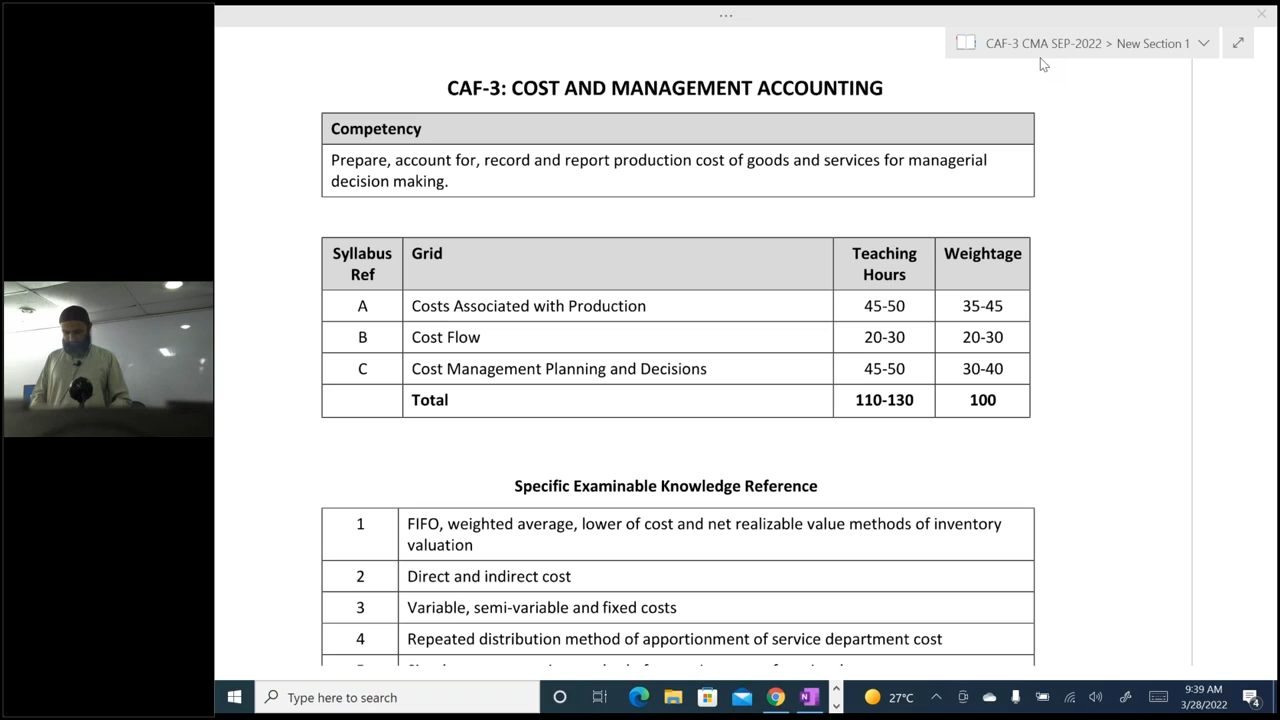 ...
CAF-3 CMA SEP-2022 > New Section 1
CAF-3: COST AND MANAGEMENT ACCOUNTING
Competency
Prepare, account for, record and report production cost of goods and services for managerial
decision making.
Syllabus Ref Grid Teaching Hours Weightage
A Costs Associated with Production 45-50 35-45
B Cost Flow 20-30 20-30
C Cost Management Planning and Decisions 45-50 30-40
Total 110-130 100
Specific Examinable Knowledge Reference
1 FIFO, weighted average, lower of cost and net realizable value methods of inventory
valuation
2 Direct and indirect cost
3 Variable, semi-variable and fixed costs
4 Repeated distribution method of apportionment of service department cost
Type here to search
27°C
9:39 AM
3/28/2022
4